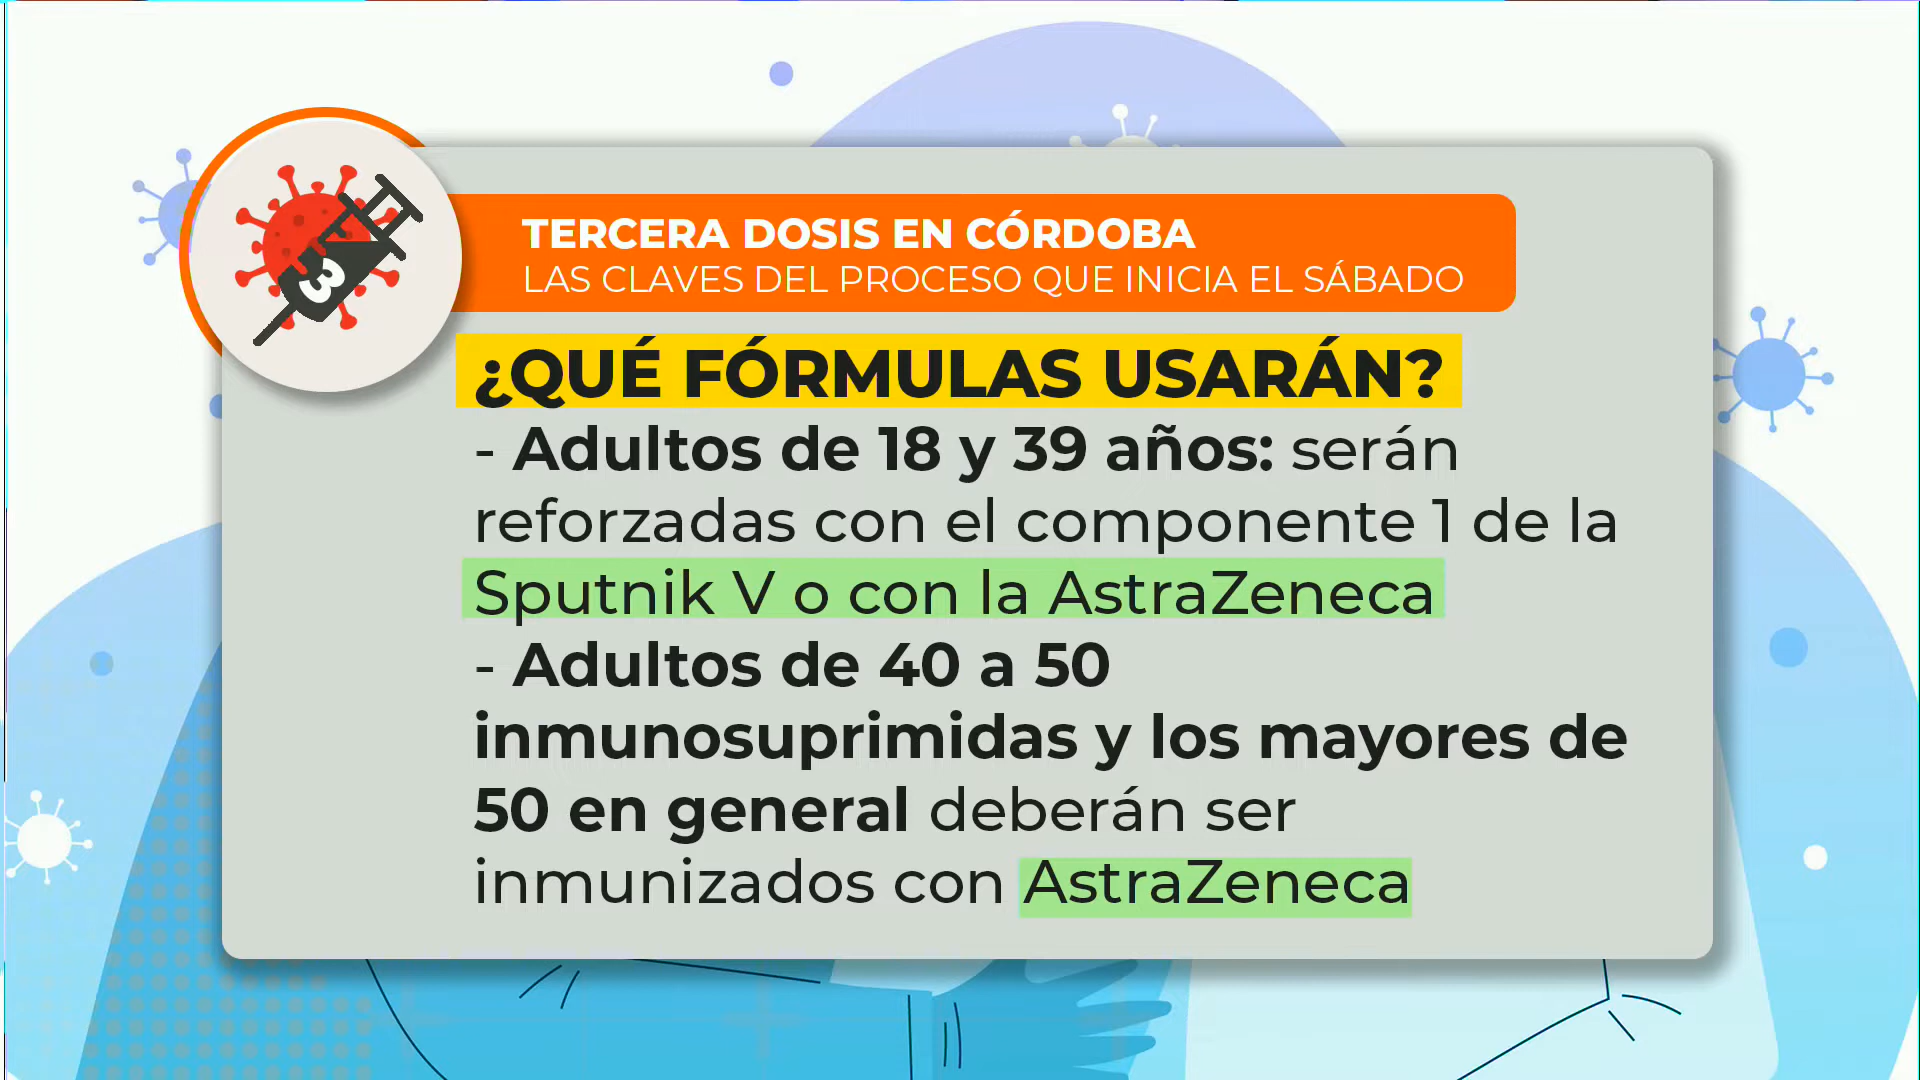 TERCERA DOSIS EN CÓRDOBA
LAS CLAVES DEL PROCESO QUE INICIA EL SÁBADO
3
¿QUÉ FÓRMULAS USARÁN?
- Adultos de 18 y 39 años: serán
reforzadas con el componente 1 de la
Sputnik V o con la AstraZeneca
- Adultos de 40 a 50
inmunosuprimidas y los mayores de
50 en general deberán ser
inmunizados con AstraZeneca